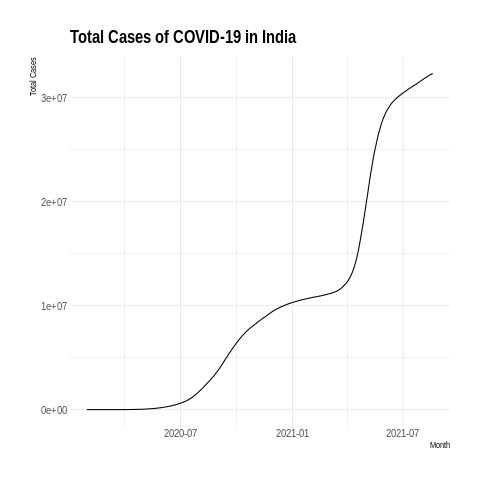 Total Cases of COVID-19 in India
Total Cases
3e+07
2e+07
1e+07
0e+00
2020-07 2021-01 2021-07
Month